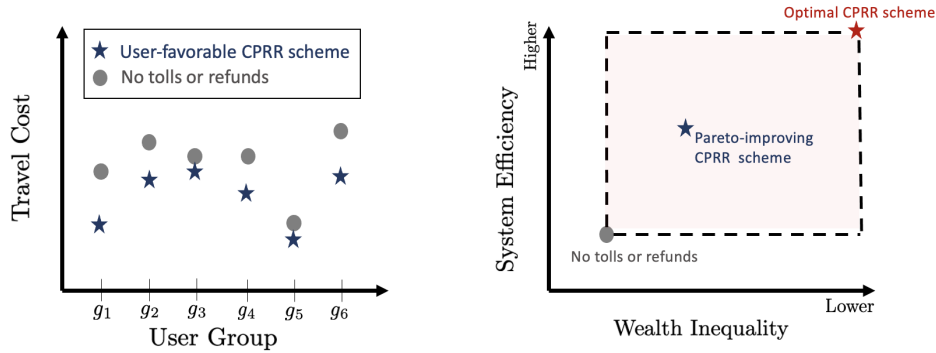 User-favorable CPRR scheme
No tolls or refunds
Travel Cost
g1 g2 g3 g4 g5 g6
User Group
Optimal CPRR scheme
Higher
System Efficiency
Pareto-improving
CPRR scheme
No tolls or refunds
Lower
Wealth Inequality